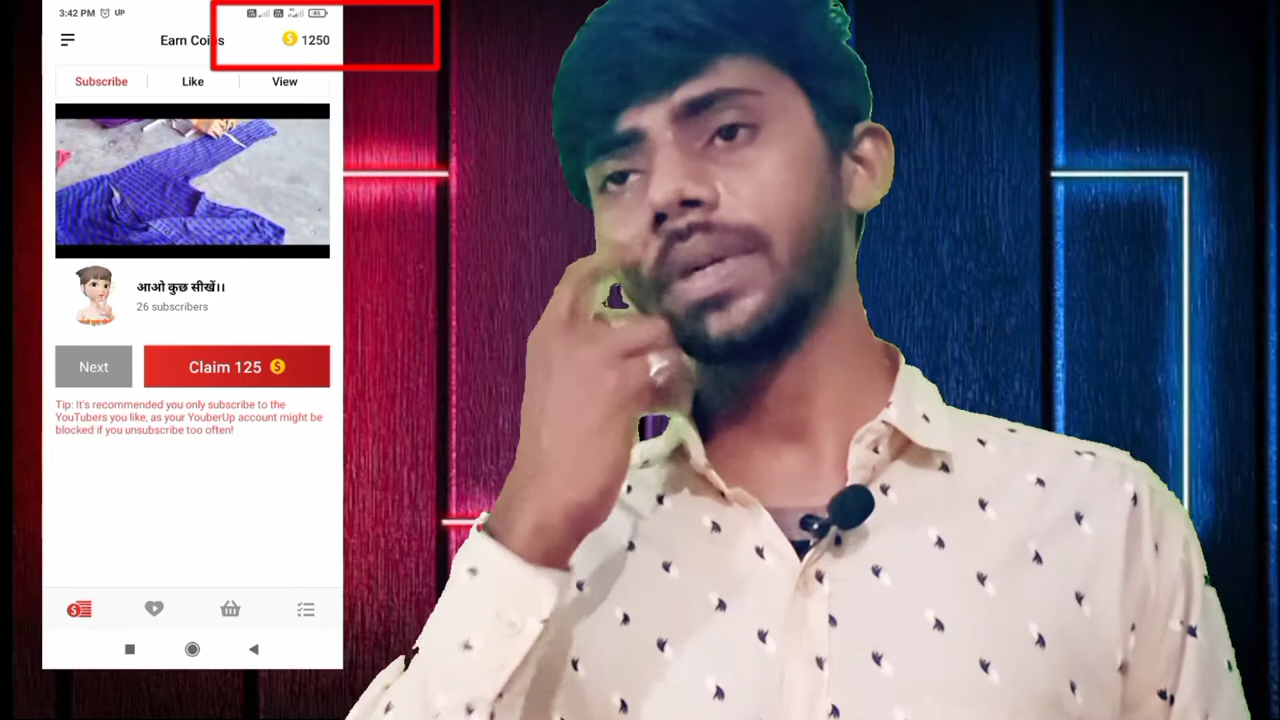 3:42 PM UP 46
Earn Coins 1250
Subscribe Like View
आओ कुछ सीखें।।
26 subscribers
Next Claim 125
Tip: It's recommended you only subscribe to the
YouTubers you like, as your YouberUp account might be
blocked if you unsubscribe too often!